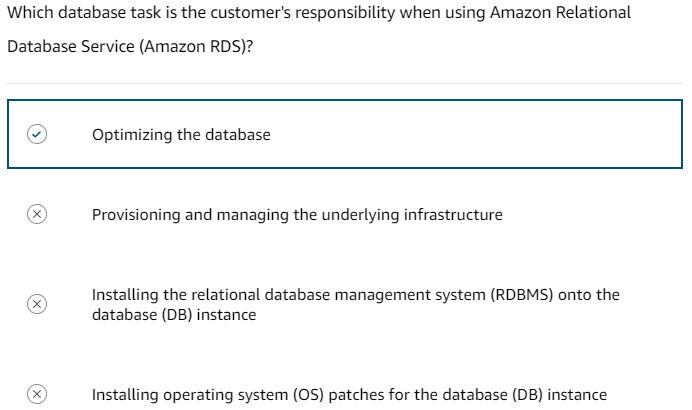 Which database task is the customer's responsibility when using Amazon Relational
Database Service (Amazon RDS)?
Optimizing the database
Provisioning and managing the underlying infrastructure
Installing the relational database management system (RDBMS) onto the
database (DB) instance
Installing operating system (OS) patches for the database (DB) instance